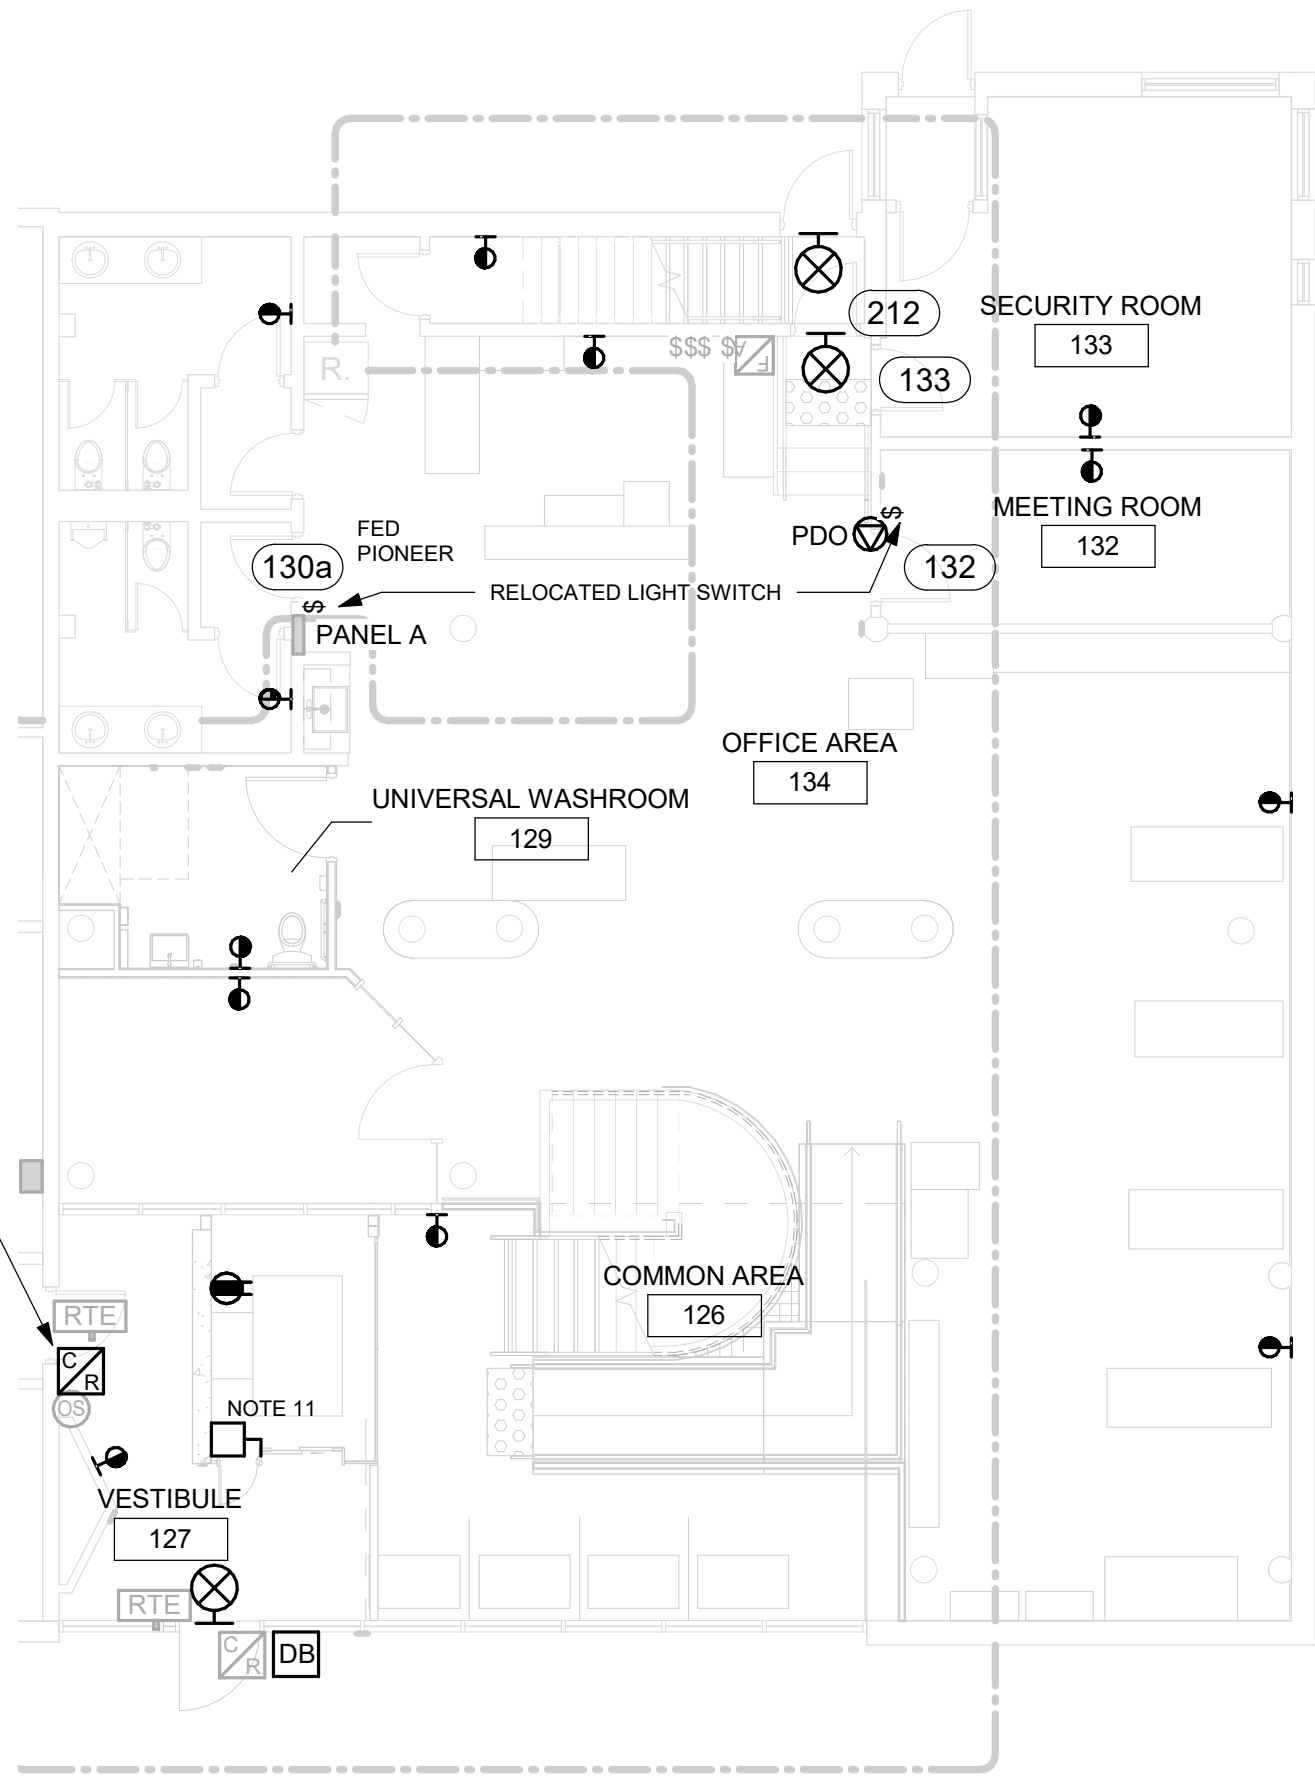 212
SECURITY ROOM
133
R.
$$$ $
F
133
MEETING ROOM
132
FED
PIONEER
$
PDO
130a
132
RELOCATED LIGHT SWITCH
$
PANEL A
OFFICE AREA
134
UNIVERSAL WASHROOM
129
COMMON AREA
126
RTE
C
R
OS
NOTE 11
VESTIBULE
127
RTE
C
R
DB